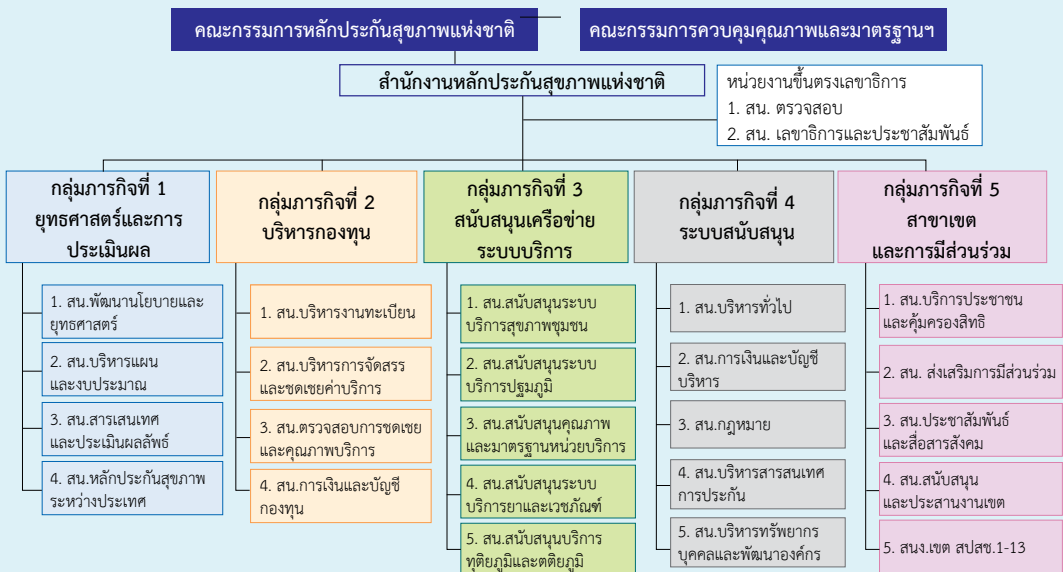 คณะกรรมการหลักประกันสุขภาพแห่งชาติ
คณะกรรมการควบคุมคุณภาพและมาตรฐานฯ
สำนักงานหลักประกันสุขภาพแห่งชาติ
หน่วยงานขึ้นตรงเลขาธิการ
1. สน. ตรวจสอบ
2. สน. เลขาธิการและประชาสัมพันธ์
กลุ่มภารกิจที่ 1
ยุทธศาสตร์และการ
ประเมินผล
1. สน.พัฒนานโยบายและ
ยุทธศาสตร์
2. สน.บริหารแผน
และงบประมาณ
3. สน.สารเสนเทศ
และประเมินผลลัพธ์
4. สน.หลักประกันสุขภาพ
ระหว่างประเทศ
กลุ่มภารกิจที่ 2
บริหารกองทุน
1. สน.บริหารงานทะเบียน
2. สน.บริหารการจัดสรร
และชดเชยค่าบริการ
3. สน.ตรวจสอบการชดเชย
และคุณภาพบริการ
4. สน.การเงินและบัญชี
กองทุน
กลุ่มภารกิจที่ 3
สนับสนุนเครือข่าย
ระบบบริการ
1. สน.สนับสนุนระบบ
บริการสุขภาพชุมชน
2. สน.สนับสนุนระบบ
บริการปฐมภูมิ
3. สน.สนับสนุนคุณภาพ
และมาตรฐานหน่วยบริการ
4. สน.สนับสนุนระบบ
บริการยาและเวชภัณฑ์
5. สน.สนับสนุนบริการ
ทุติยภูมิและตติยภูมิ
กลุ่มภารกิจที่ 4
ระบบสนับสนุน
1. สน.บริหารทั่วไป
2. สน.การเงินและบัญชี
บริหาร
3. สน.กฎหมาย
4. สน.บริหารสารสนเทศ
การประกัน
5. สน.บริหารทรัพยากร
บุคคลและพัฒนาองค์กร
กลุ่มภารกิจที่ 5
สาขาเขต
และการมีส่วนร่วม
1. สน.บริการประชาชน
และคุ้มครองสิทธิ
2. สน. ส่งเสริมการมีส่วนร่วม
3. สน.ประชาสัมพันธ์
และสื่อสารสังคม
4. สน.สนับสนุน
และประสานงานเขต
5. สนง.เขต สปสช.1-13